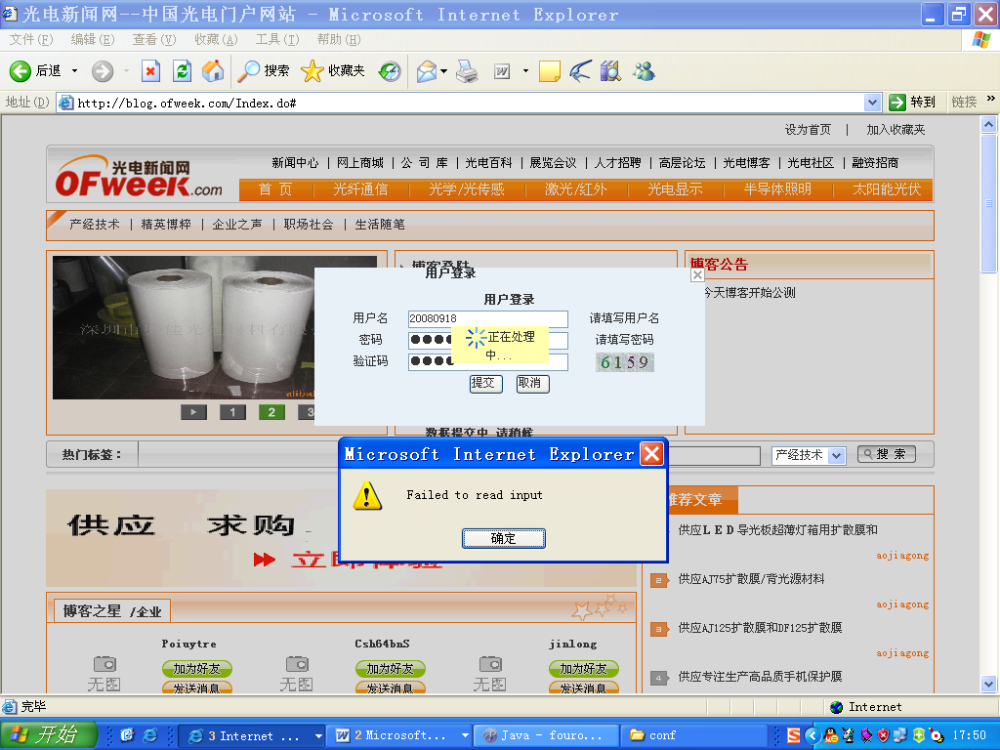 光电新闻网--中国光电门户网站 - Microsoft Internet Explorer
文件(F) 编辑(E) 查看(V) 收藏(A) 工具(T) 帮助(H)
后退 搜索 收藏夹
地址(D) http://blog.ofweek.com/Index.do# 转到 链接 »
设为首页 | 加入收藏夹
光电新闻网
OFweek.com
新闻中心 | 网上商城 | 公 司 库 | 光电百科 | 展览会议 | 人才招聘 | 高层论坛 | 光电博客 | 光电社区 | 融资招商
首 页 光纤通信 光学/光传感 激光/红外 光电显示 半导体照明 太阳能光伏
产经技术 | 精英博粹 | 企业之声 | 职场社会 | 生活随笔
博客公告
今天博客开始公测
用户登录
用户登录
用户名 20080918 请填写用户名
密码 请填写密码
验证码 6159
正在处理
中...
提交 取消
1 2 3
数据提交中 请稍候
热门标签：
产经技术 搜 索
Microsoft Internet Explorer
Failed to read input
确定
供应 求购
立即体验
推荐文章
供应LED导光板超薄灯箱用扩散膜和
aojiagong
2 供应AJ75扩散膜/背光源材料
aojiagong
3 供应AJ125扩散膜和DF125扩散膜
aojiagong
4 供应专注生产高品质手机保护膜
博客之星 /企业
Poiuytre Csh64bnS jinlong
无图 加为好友 无图 加为好友 无图 加为好友
发送消息 发送消息 发送消息
完毕 Internet
开始 3 Internet ... 2 Microsoft... Java - fouro... conf 17:50